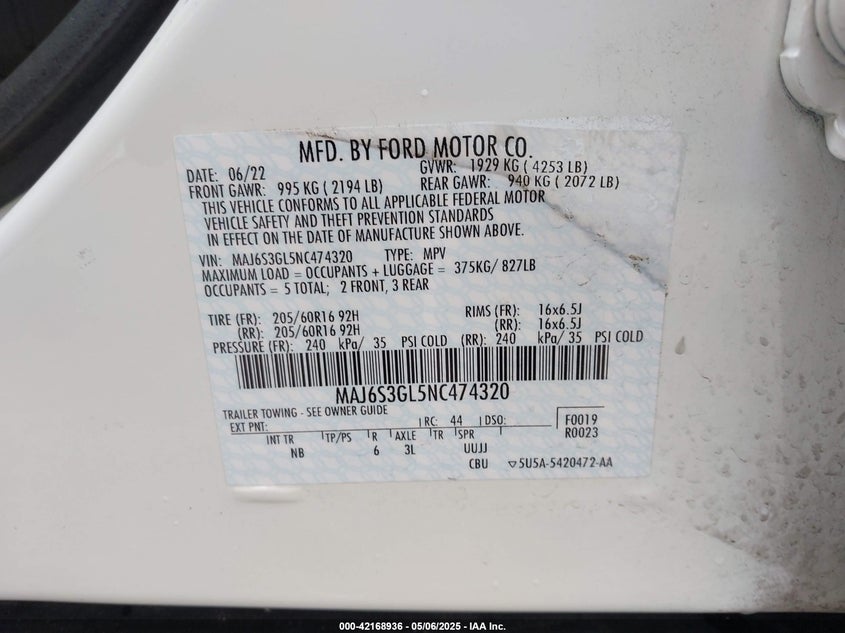 MFD. BY FORD MOTOR CO.
DATE: 06/22 GVWR: 1929 KG ( 4253 LB)
FRONT GAWR: 995 KG ( 2194 LB) REAR GAWR: 940 KG ( 2072 LB)
THIS VEHICLE CONFORMS TO ALL APPLICABLE FEDERAL MOTOR
VEHICLE SAFETY AND THEFT PREVENTION STANDARDS
IN EFFECT ON THE DATE OF MANUFACTURE SHOWN ABOVE.
VIN: MAJ6S3GL5NC474320 TYPE: MPV
MAXIMUM LOAD = OCCUPANTS + LUGGAGE = 375KG/ 827LB
OCCUPANTS = 5 TOTAL; 2 FRONT, 3 REAR
TIRE (FR): 205/60R16 92H RIMS (FR): 16x6.5J
(RR): 205/60R16 92H (RR): 16x6.5J
PRESSURE (FR): 240 kPa/ 35 PSI COLD (RR): 240 kPa/ 35 PSI COLD
MAJ6S3GL5NC474320
TRAILER TOWING - SEE OWNER GUIDE
EXT PNT: RC: 44 DSO: F0019
R0023
INT TR TP/PS R AXLE TR SPR
NB 6 3L UUJJ
CBU ▽5U5A-5420472-AA
000-42168936 - 05/06/2025 - IAA Inc.